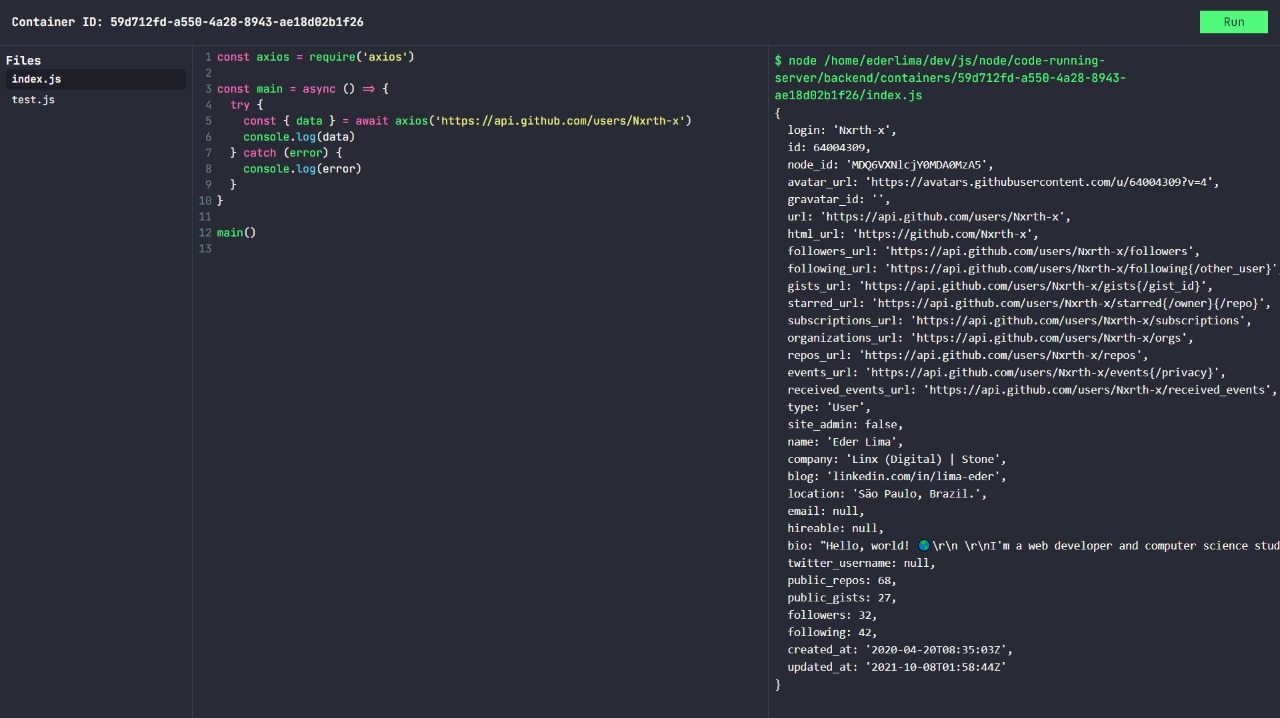 Container ID: 59d712fd-a550-4a28-8943-ae18d02b1f26
Run
Files
index.js
test.js
1 const axios = require('axios')
2
3 const main = async () => {
4   try {
5     const { data } = await axios('https://api.github.com/users/Nxrth-x')
6     console.log(data)
7   } catch (error) {
8     console.log(error)
9   }
10 }
11
12 main()
13
$ node /home/ederlima/dev/js/node/code-running-
server/backend/containers/59d712fd-a550-4a28-8943-
ae18d02b1f26/index.js
{
  login: 'Nxrth-x',
  id: 64004309,
  node_id: 'MDQ6VXNlcjY0MDA0MzA5',
  avatar_url: 'https://avatars.githubusercontent.com/u/64004309?v=4',
  gravatar_id: '',
  url: 'https://api.github.com/users/Nxrth-x',
  html_url: 'https://github.com/Nxrth-x',
  followers_url: 'https://api.github.com/users/Nxrth-x/followers',
  following_url: 'https://api.github.com/users/Nxrth-x/following{/other_user}',
  gists_url: 'https://api.github.com/users/Nxrth-x/gists{/gist_id}',
  starred_url: 'https://api.github.com/users/Nxrth-x/starred{/owner}{/repo}',
  subscriptions_url: 'https://api.github.com/users/Nxrth-x/subscriptions',
  organizations_url: 'https://api.github.com/users/Nxrth-x/orgs',
  repos_url: 'https://api.github.com/users/Nxrth-x/repos',
  events_url: 'https://api.github.com/users/Nxrth-x/events{/privacy}',
  received_events_url: 'https://api.github.com/users/Nxrth-x/received_events',
  type: 'User',
  site_admin: false,
  name: 'Eder Lima',
  company: 'Linx (Digital) | Stone',
  blog: 'linkedin.com/in/lima-eder',
  location: 'São Paulo, Brazil.',
  email: null,
  hireable: null,
  bio: "Hello, world! 🌎\r\n \r\nI'm a web developer and computer science stud
  twitter_username: null,
  public_repos: 68,
  public_gists: 27,
  followers: 32,
  following: 42,
  created_at: '2020-04-20T08:35:03Z',
  updated_at: '2021-10-08T01:58:44Z'
}